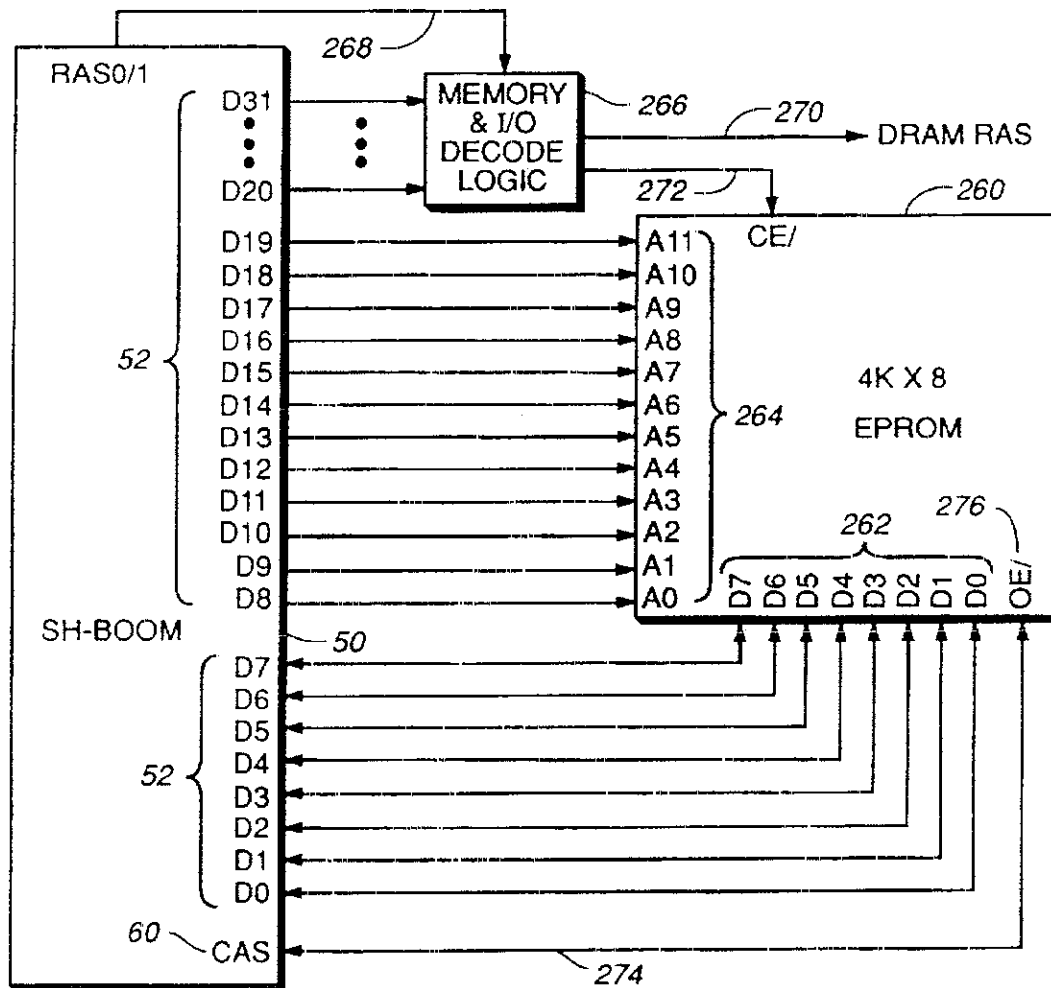 268
RAS0/1
D31
D20
MEMORY
& I/O
DECODE
LOGIC
266
270
DRAM RAS
272
260
CE/
52
D19
D18
D17
D16
D15
D14
D13
D12
D11
D10
D9
D8
A11
A10
A9
A8
A7
A6
A5
A4
A3
A2
A1
A0
264
4K X 8
EPROM
276
262
D7
D6
D5
D4
D3
D2
D1
D0
OE/
SH-BOOM
50
52
D7
D6
D5
D4
D3
D2
D1
D0
60
CAS
274